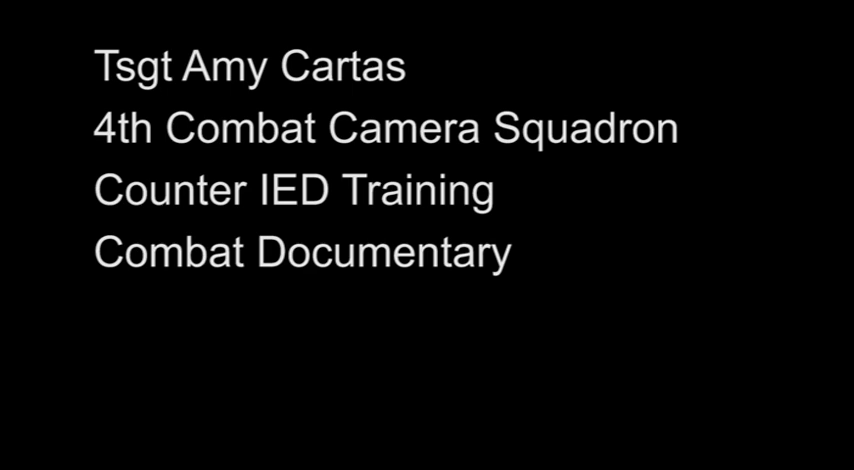 Tsgt Amy Cartas
4th Combat Camera Squadron
Counter IED Training
Combat Documentary